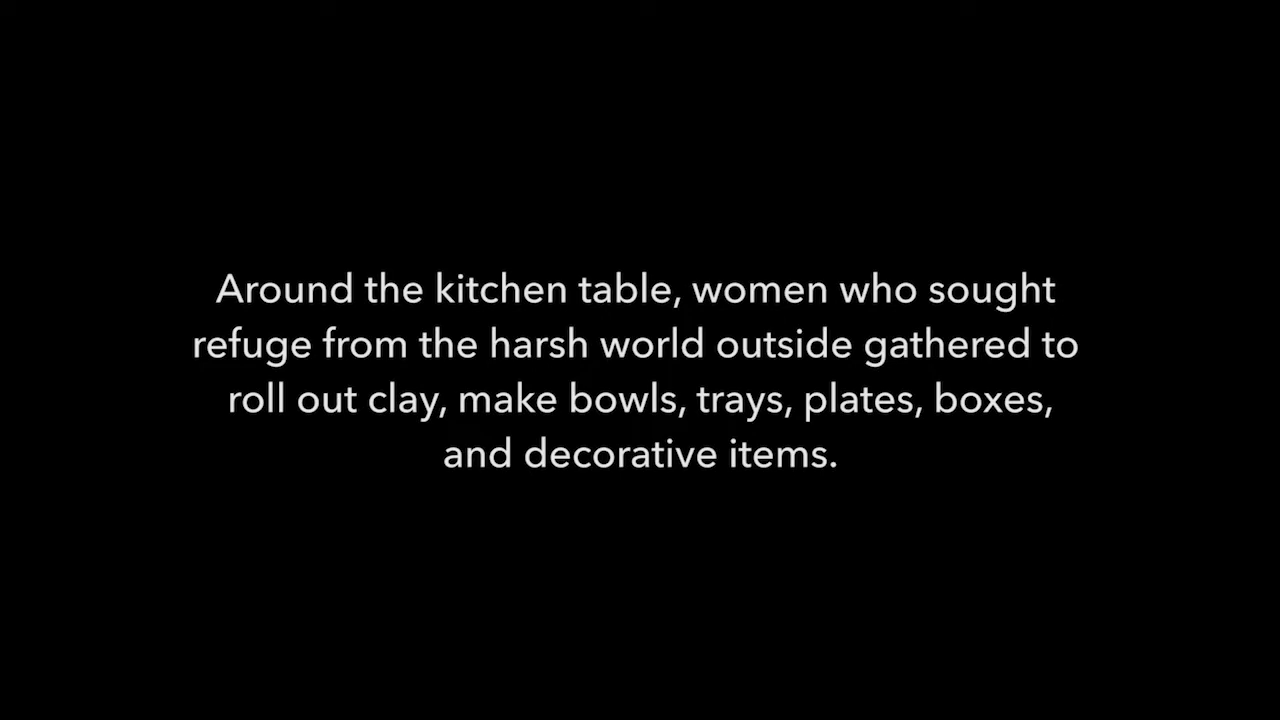 Around the kitchen table, women who sought
refuge from the harsh world outside gathered to
roll out clay, make bowls, trays, plates, boxes,
and decorative items.